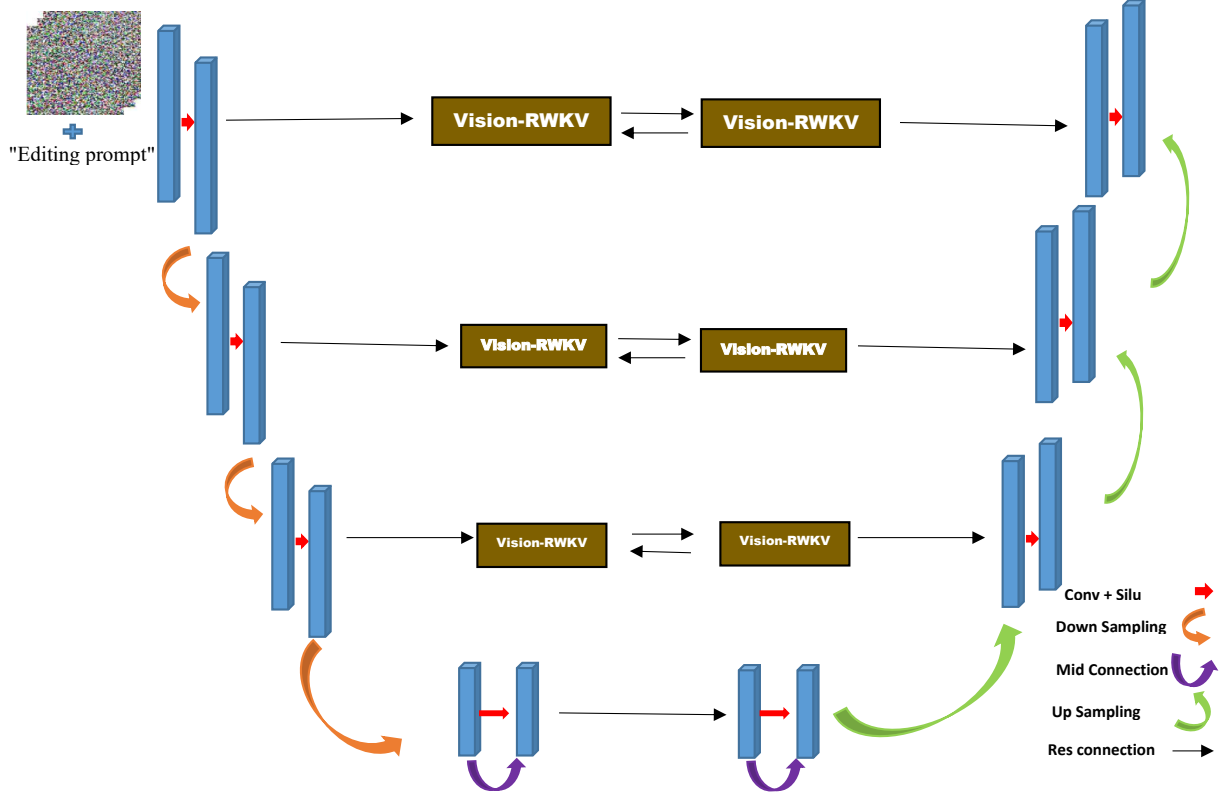 "Editing prompt"
Vision-RWKV
Vision-RWKV
Vision-RWKV
Vision-RWKV
Vision-RWKV
Vision-RWKV
Conv + Silu
Down Sampling
Mid Connection
Up Sampling
Res connection